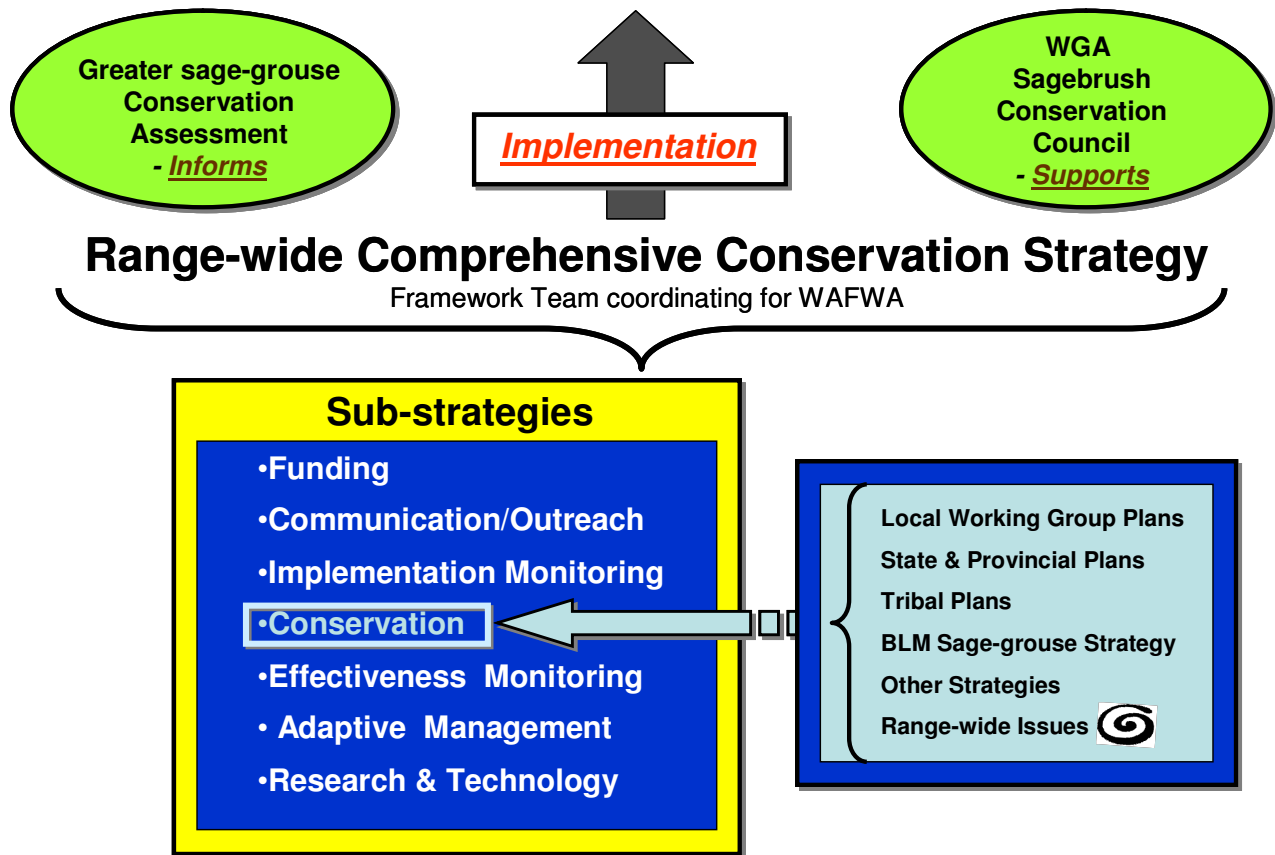 Greater sage-grouse
Conservation
Assessment
- Informs
Implementation
WGA
Sagebrush
Conservation
Council
- Supports
Range-wide Comprehensive Conservation Strategy
Framework Team coordinating for WAFWA
Sub-strategies
•Funding
•Communication/Outreach
•Implementation Monitoring
•Conservation
•Effectiveness Monitoring
• Adaptive Management
•Research & Technology
Local Working Group Plans
State & Provincial Plans
Tribal Plans
BLM Sage-grouse Strategy
Other Strategies
Range-wide Issues